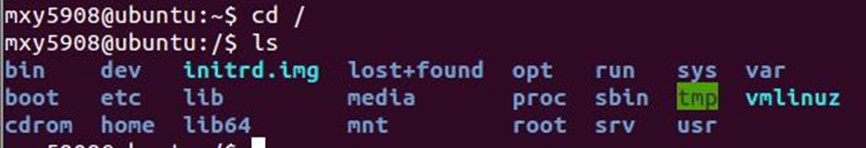 mxy5908@ubuntu:~$ cd /
mxy5908@ubuntu:/$ ls
bin dev initrd.img lost+found opt run sys var
boot etc lib media proc sbin tmp vmlinuz
cdrom home lib64 mnt root srv usr
mxy5908@ubuntu:/$